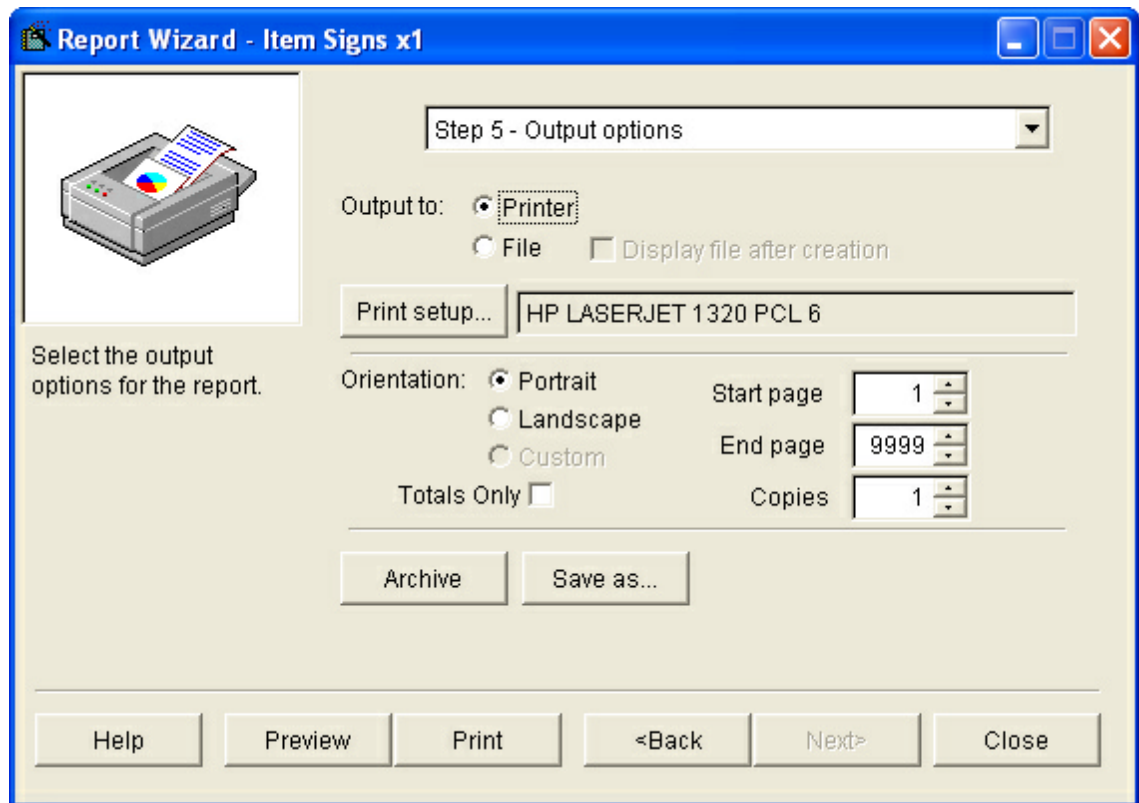 Report Wizard - Item Signs x1
Step 5 - Output options
Output to: Printer
File Display file after creation
Print setup... HP LASERJET 1320 PCL 6
Select the output
options for the report.
Orientation: Portrait
Landscape
Custom
Start page 1
End page 9999
Totals Only
Copies 1
Archive Save as...
Help Preview Print <Back Next> Close